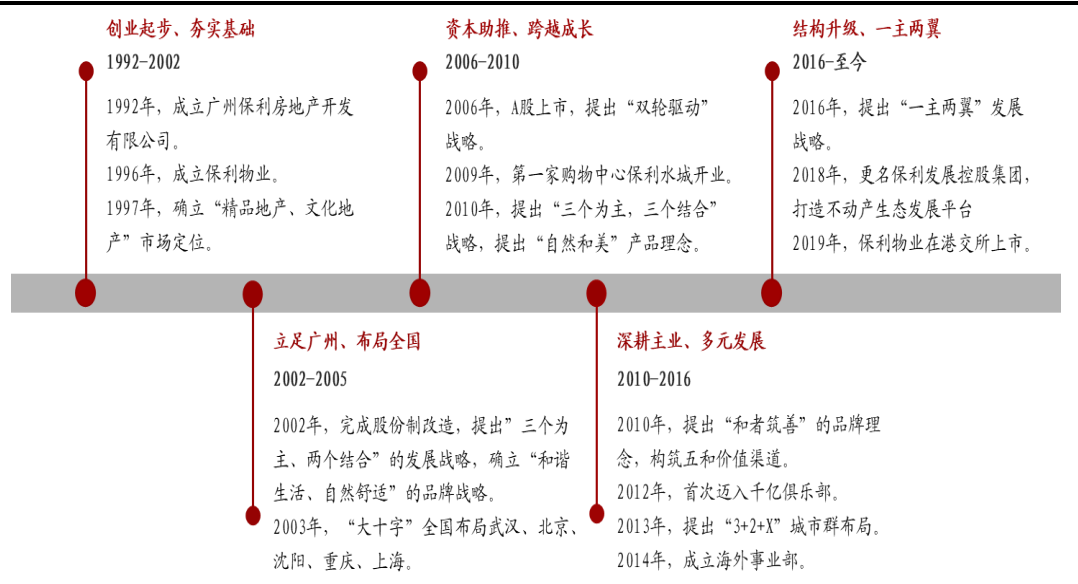 创业起步、夯实基础
1992-2002
1992年，成立广州保利房地产开发
有限公司。
1996年，成立保利物业。
1997年，确立“精品地产、文化地
产”市场定位。
资本助推、跨越成长
2006-2010
2006年，A股上市，提出“双轮驱动”
战略。
2009年，第一家购物中心保利水城开业。
2010年，提出“三个为主，三个结合”
战略，提出“自然和美”产品理念。
结构升级、一主两翼
2016-至今
2016年，提出“一主两翼”发展
战略。
2018年，更名保利发展控股集团，
打造不动产生态发展平台
2019年，保利物业在港交所上市。
立足广州、布局全国
2002-2005
2002年，完成股份制改造，提出”三个为
主、两个结合”的发展战略，确立“和谐
生活、自然舒适”的品牌战略。
2003年，“大十字”全国布局武汉、北京、
沈阳、重庆、上海。
深耕主业、多元发展
2010-2016
2010年，提出“和者筑善”的品牌理
念，构筑五和价值渠道。
2012年，首次迈入千亿俱乐部。
2013年，提出“3+2+X”城市群布局。
2014年，成立海外事业部。